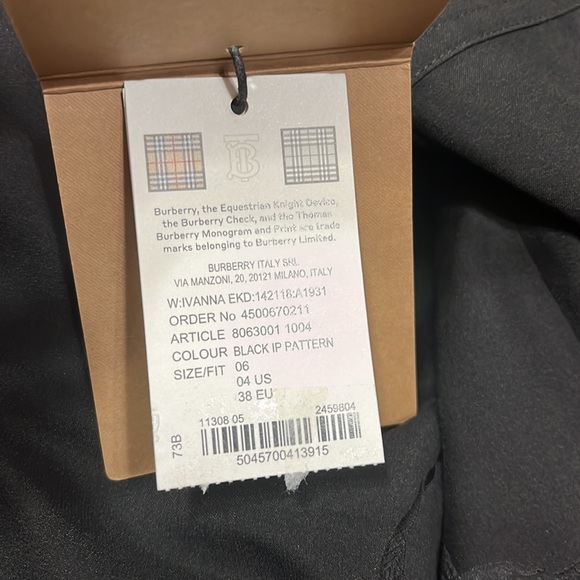 Burberry, the Equestrian Knight Device,
the Burberry Check, and the Thomas
Burberry Monogram and Print are trade
marks belonging to Burberry Limited.
BURBERRY ITALY SRL
VIA MANZONI, 20, 20121 MILANO, ITALY
W:IVANNA EKD:142118:A1931
ORDER No 4500670211
ARTICLE 8063001 1004
COLOUR BLACK IP PATTERN
SIZE/FIT 06
04 US
38 EU
11308 05 2459804
73B
5045700413915